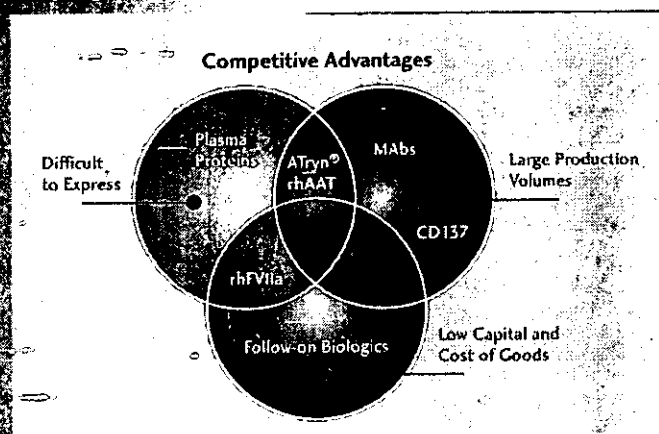 Competitive Advantages
Plasma
Proteins
ATryn®
rhAAT
MAbs
Difficult
to Express
Large Production
Volumes
CD137
rhFVIIa
Follow-on Biologics
Low Capital and
Cost of Goods